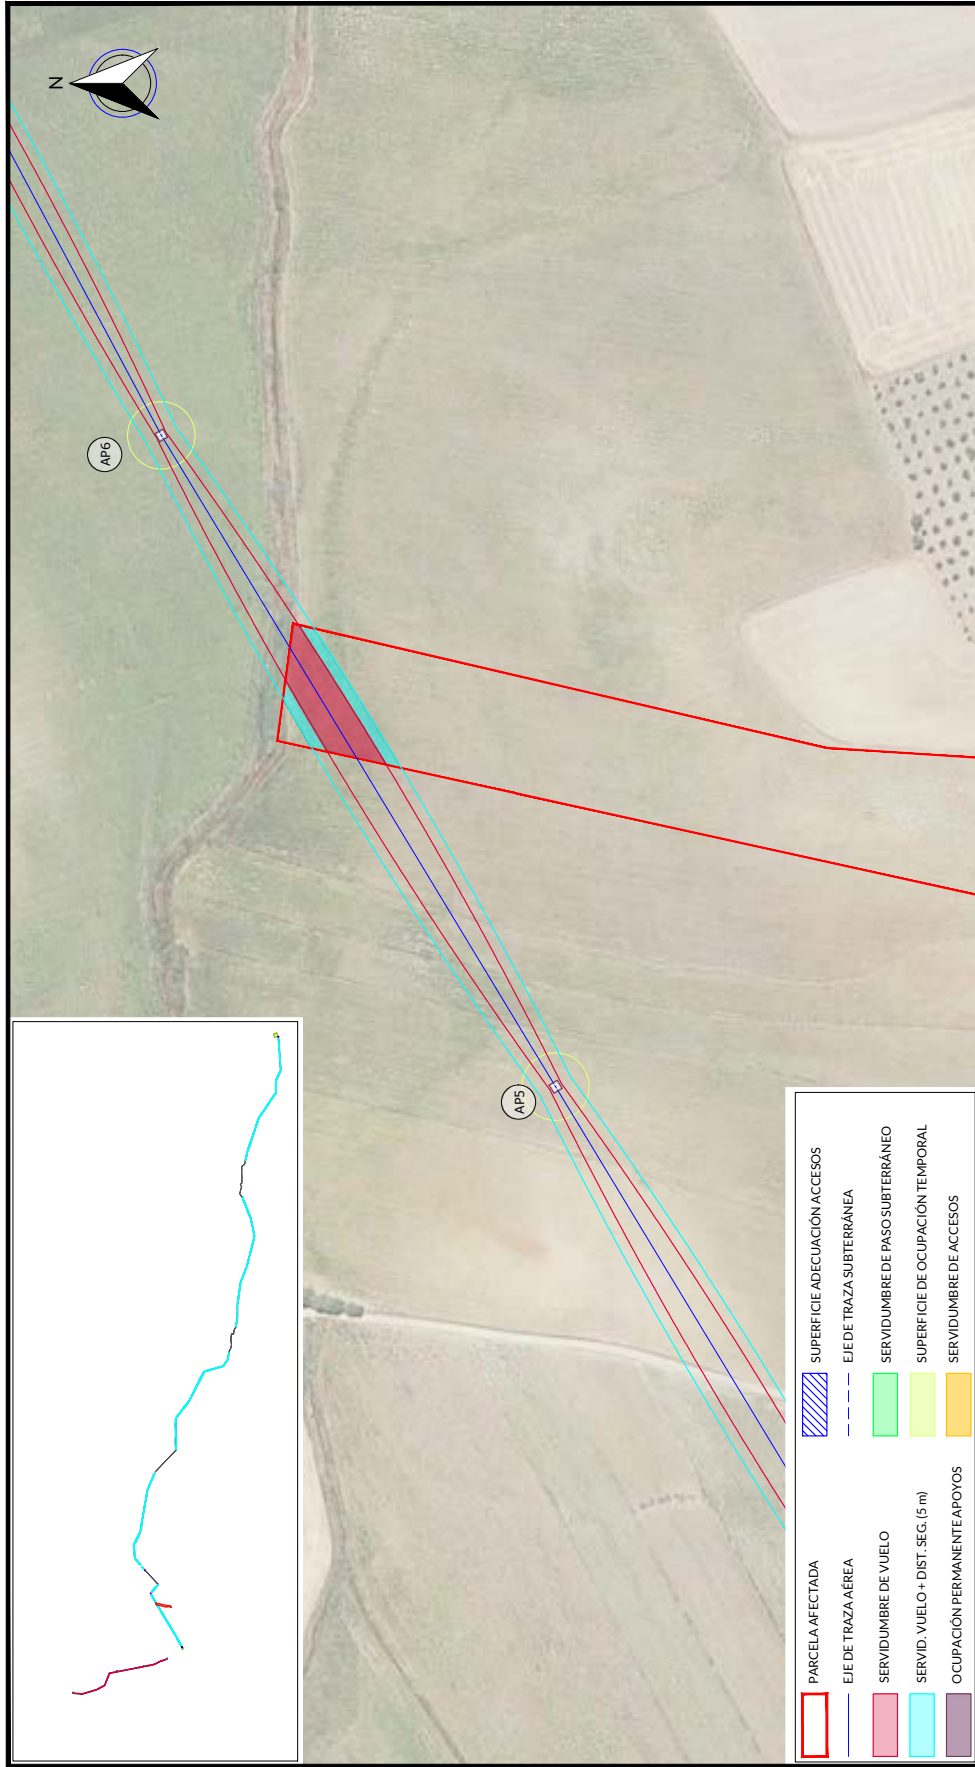 N
AP6
AP5
PARCELA AFECTADA
EJE DE TRAZA AÉREA
SERVIDUMBRE DE VUELO
SERVID. VUELO + DIST. SEG. (5 m)
OCUPACIÓN PERMANENTE APOYOS
SUPERFICIE ADECUACIÓN ACCESOS
EJE DE TRAZA SUBTERRÁNEA
SERVIDUMBRE DE PASO SUBTERRÁNEO
SUPERFICIE DE OCUPACIÓN TEMPORAL
SERVIDUMBRE DE ACCESOS